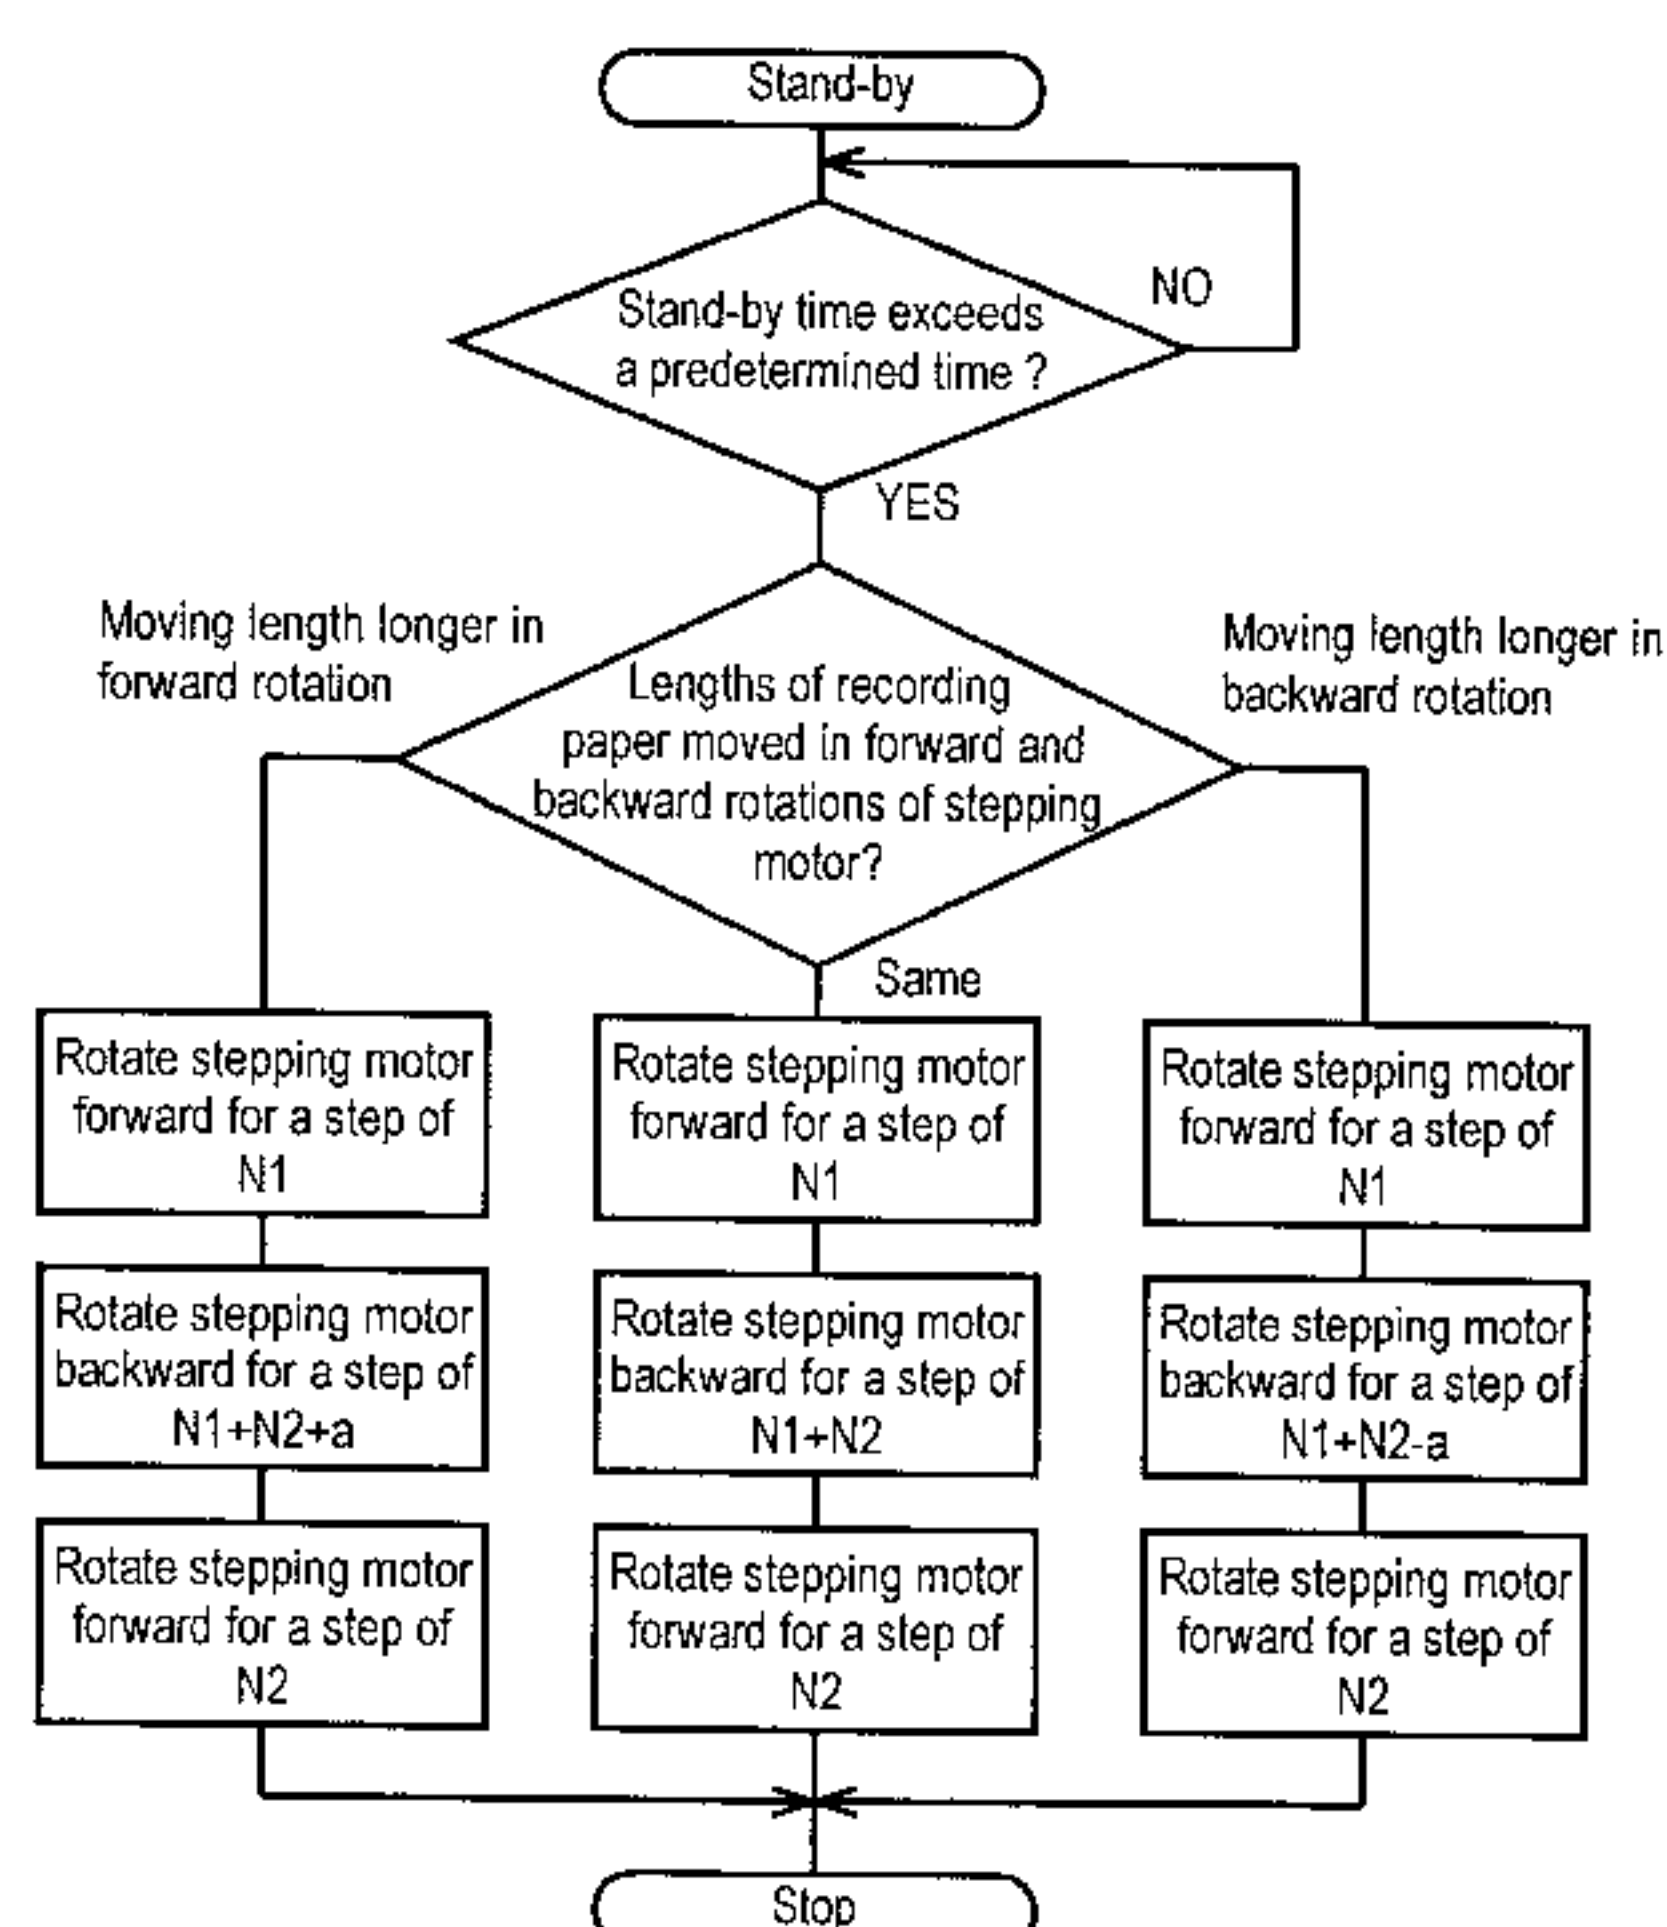 Stand-by
NO
Stand-by time exceeds
a predetermined time ?
YES
Moving length longer in
forward rotation
Moving length longer in
backward rotation
Lengths of recording
paper moved in forward and
backward rotations of stepping
motor?
Same
Rotate stepping motor
forward for a step of
N1
Rotate stepping motor
backward for a step of
N1+N2+a
Rotate stepping motor
forward for a step of
N2
Rotate stepping motor
forward for a step of
N1
Rotate stepping motor
backward for a step of
N1+N2
Rotate stepping motor
forward for a step of
N2
Rotate stepping motor
forward for a step of
N1
Rotate stepping motor
backward for a step of
N1+N2-a
Rotate stepping motor
forward for a step of
N2
Stop